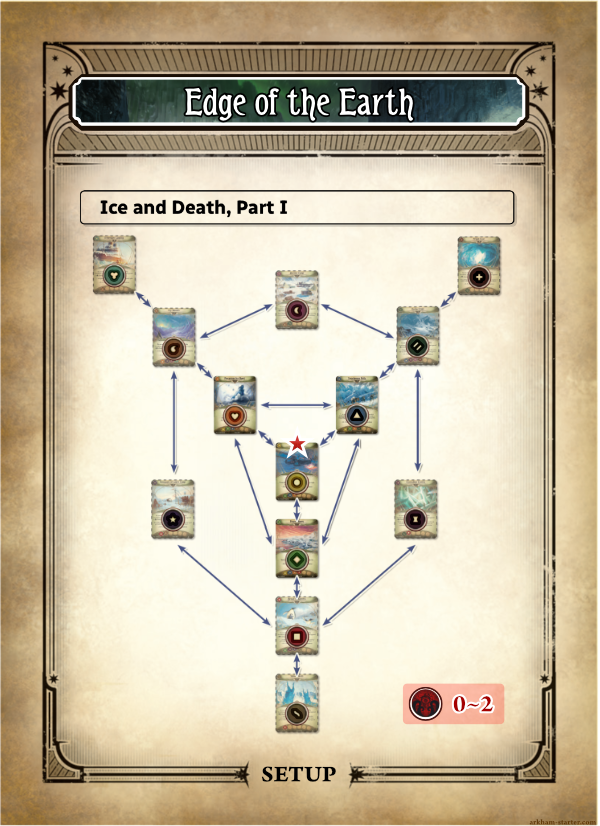 Edge of the Earth
Ice and Death, Part I
0~2
SETUP
arkham-starter.com